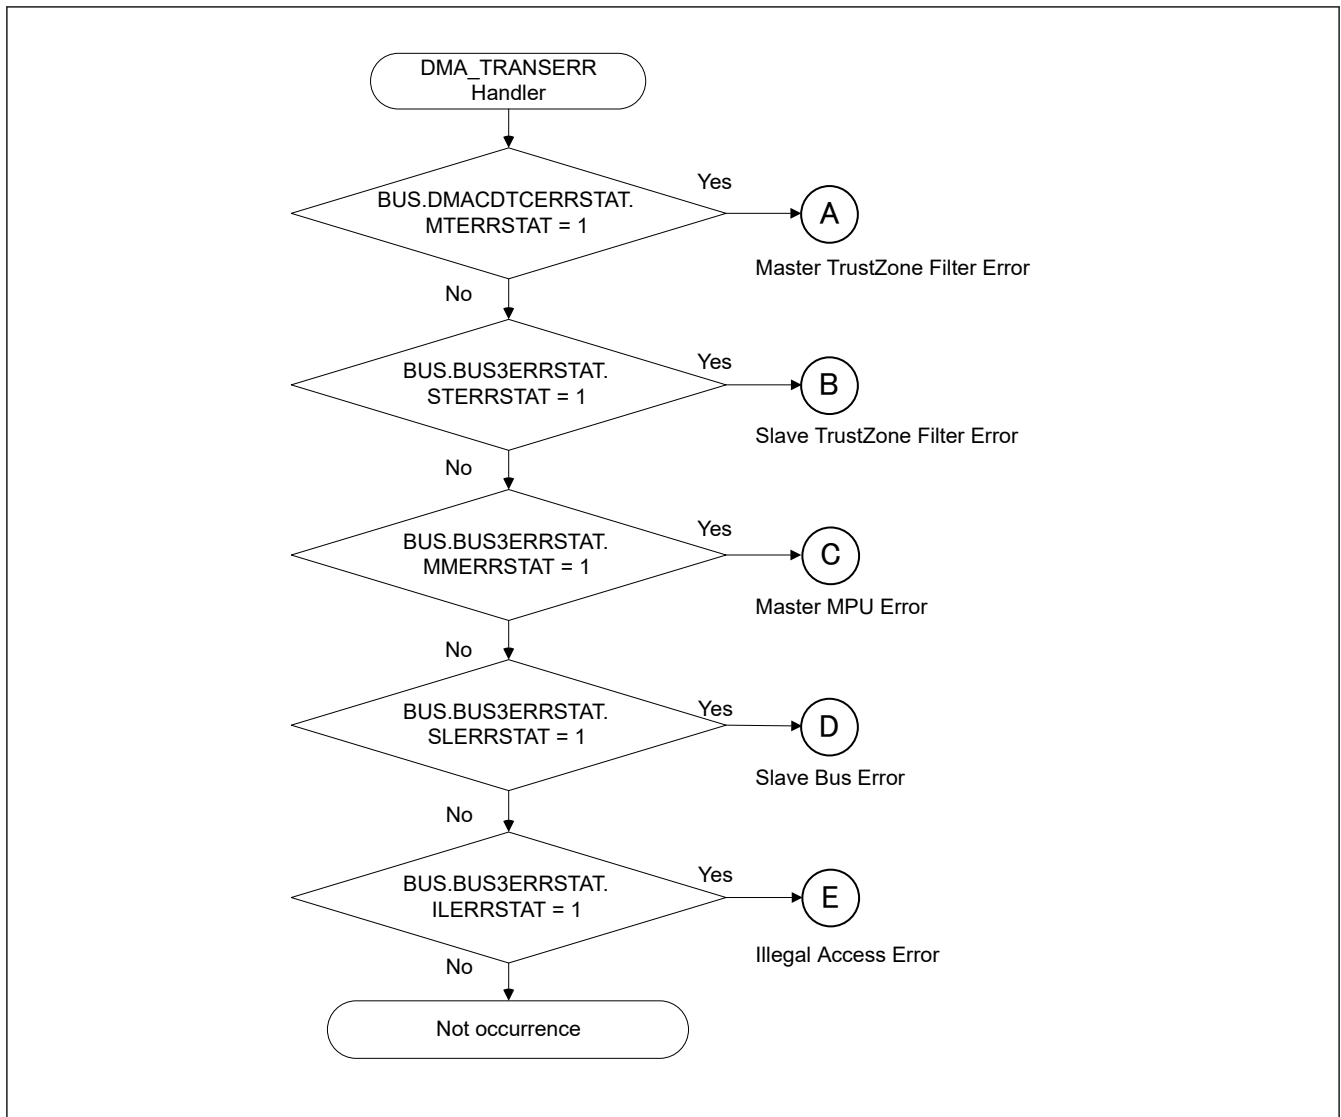 DMA_TRANSERR
Handler
BUS.DMACDTCERRSTAT.
MTERRSTAT = 1
Yes
A
Master TrustZone Filter Error
No
BUS.BUS3ERRSTAT.
STERRSTAT = 1
Yes
B
Slave TrustZone Filter Error
No
BUS.BUS3ERRSTAT.
MMERRSTAT = 1
Yes
C
Master MPU Error
No
BUS.BUS3ERRSTAT.
SLERRSTAT = 1
Yes
D
Slave Bus Error
No
BUS.BUS3ERRSTAT.
ILERRSTAT = 1
Yes
E
Illegal Access Error
No
Not occurrence